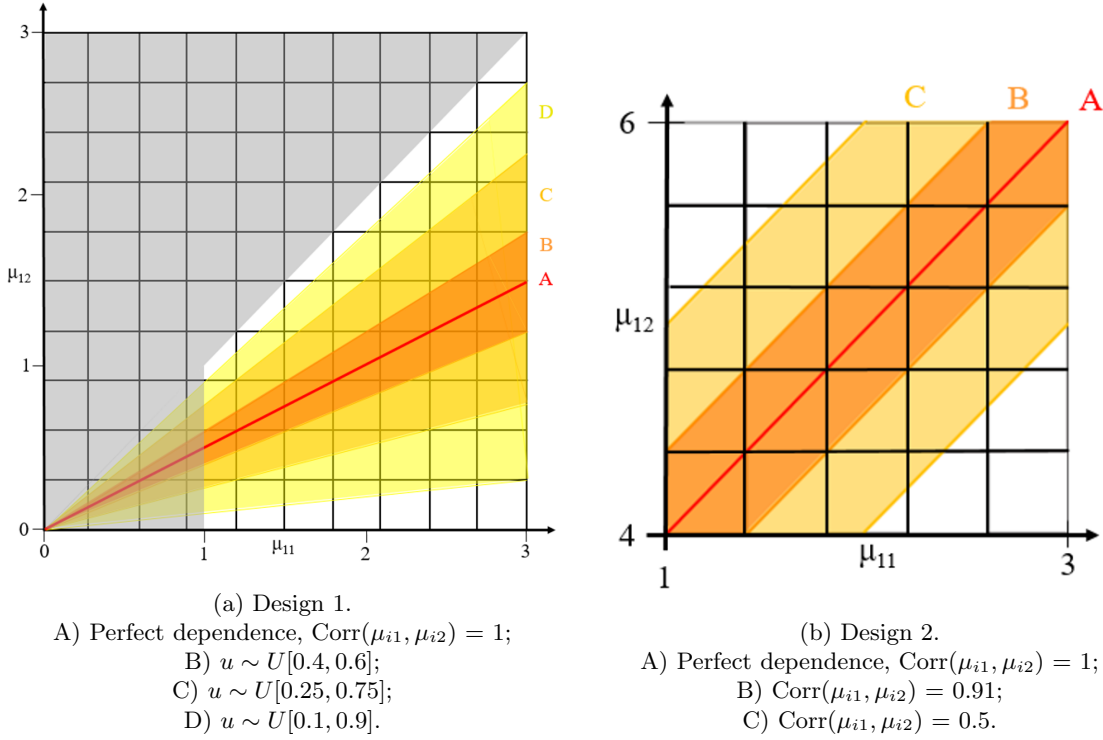 3
D
2
C
B
μ12
A
1
0
0
1
μ11
2
3
(a) Design 1.
A) Perfect dependence, Corr(μi1, μi2) = 1;
B) u ∼ U[0.4, 0.6];
C) u ∼ U[0.25, 0.75];
D) u ∼ U[0.1, 0.9].
C B A
6
μ12
4
μ11
1
3
(b) Design 2.
A) Perfect dependence, Corr(μi1, μi2) = 1;
B) Corr(μi1, μi2) = 0.91;
C) Corr(μi1, μi2) = 0.5.